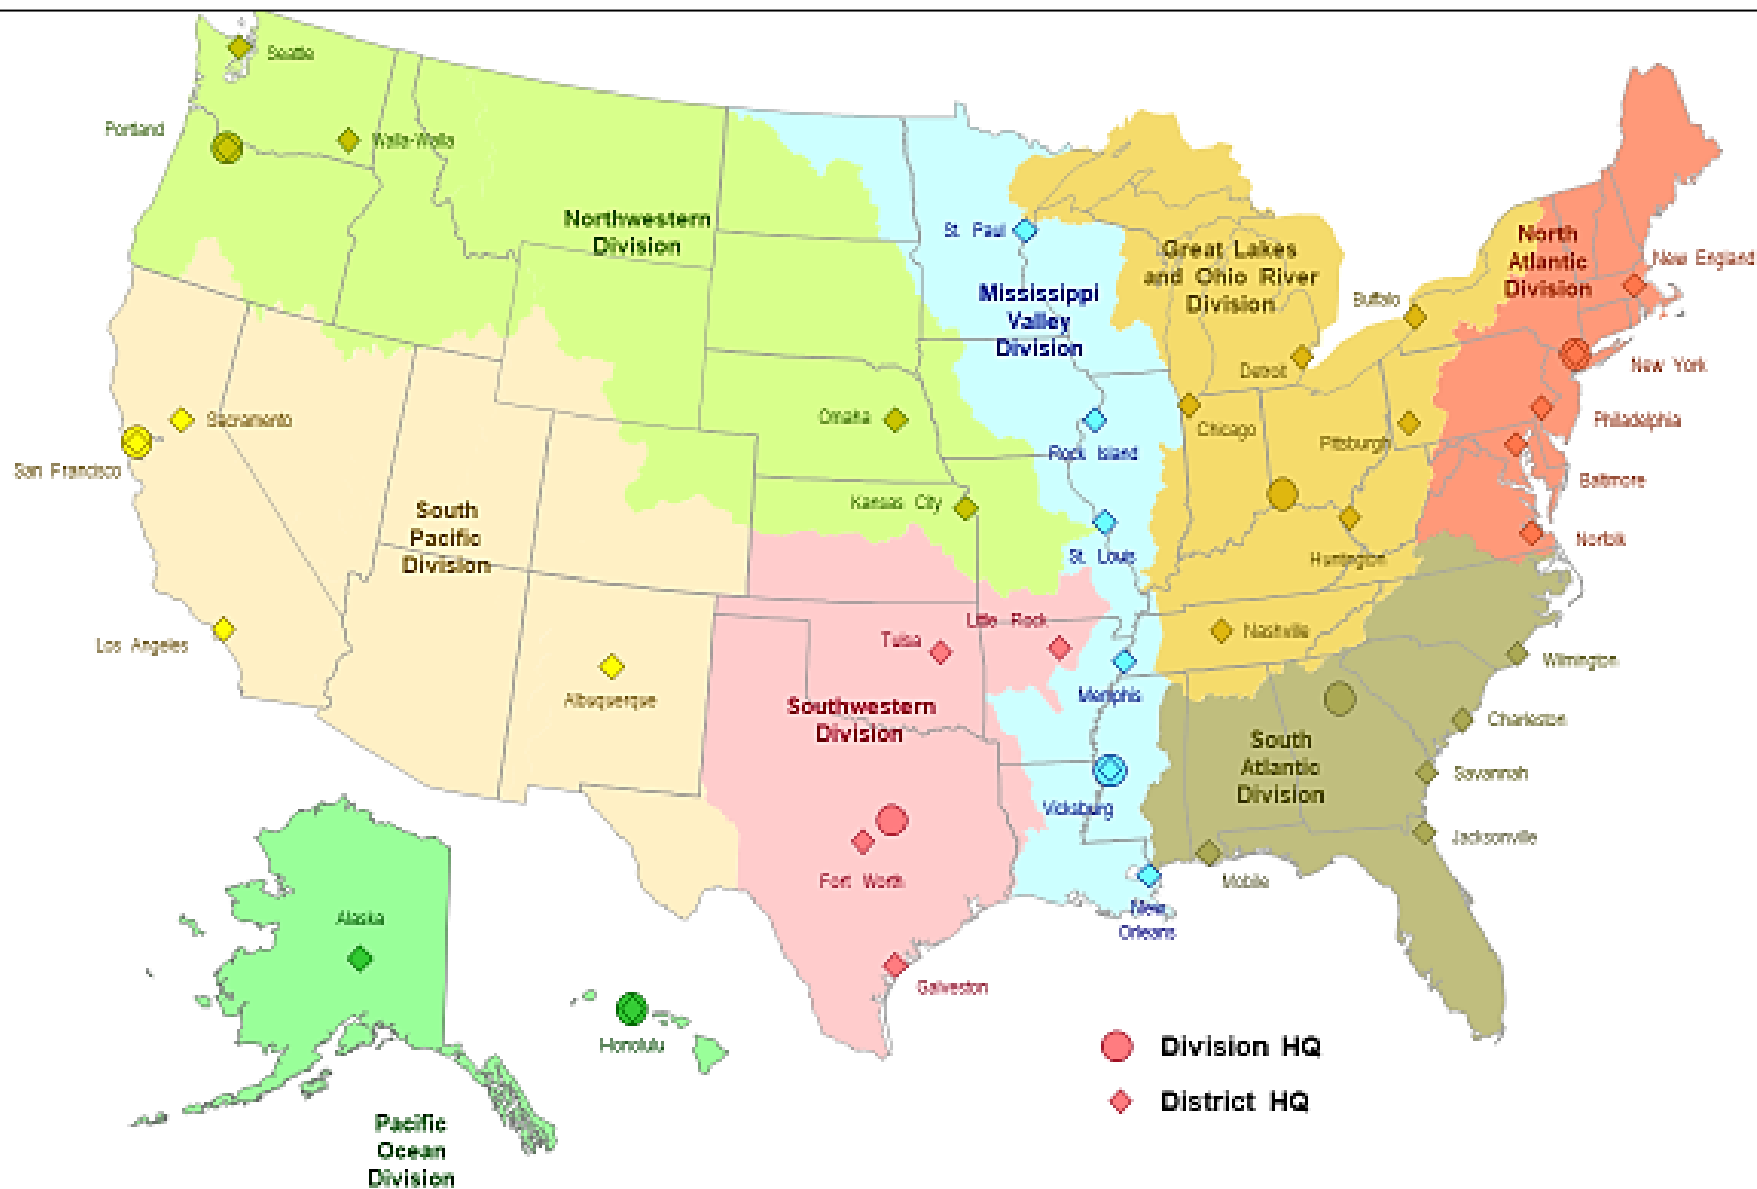 Seattle
Portland
Walla-Walla
Northwestern
Division
St. Paul
Great Lakes
and Ohio River
Division
North
Atlantic
Division
New England
Mississippi
Valley
Division
Buffalo
Detroit
New York
Omaha
Sacramento
San Francisco
Rock Island
Chicago
Pittsburgh
Philadelphia
Baltimore
Kansas City
South
Pacific
Division
St. Louis
Huntington
Norfolk
Los Angeles
Albuquerque
Tulsa
Little Rock
Nashville
Wilmington
Memphis
Southwestern
Division
Charleston
South
Atlantic
Division
Savannah
Vicksburg
Jacksonville
Fort Worth
Mobile
New
Orleans
Alaska
Galveston
Honolulu
Division HQ
District HQ
Pacific
Ocean
Division